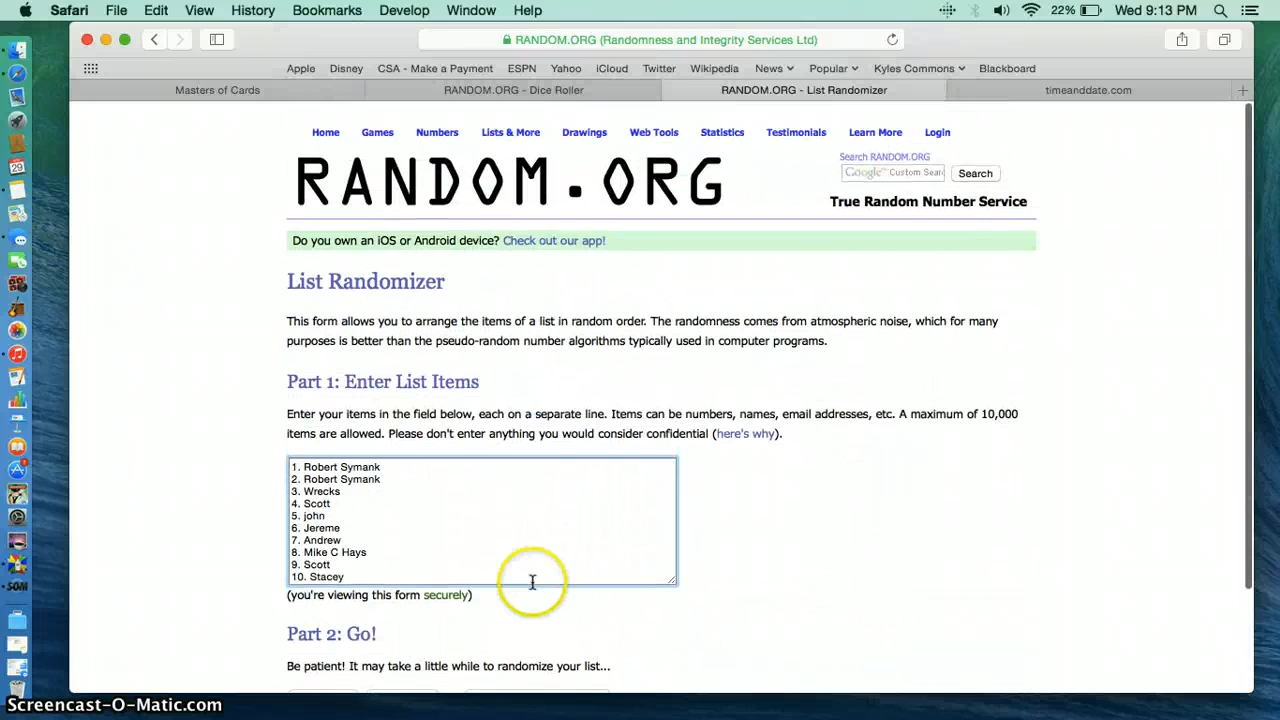 Safari File Edit View History Bookmarks Develop Window Help 22% Wed 9:13 PM
RANDOM.ORG (Randomness and Integrity Services Ltd)
Apple Disney CSA - Make a Payment ESPN Yahoo iCloud Twitter Wikipedia News Popular Kyles Commons Blackboard
Masters of Cards RANDOM.ORG - Dice Roller RANDOM.ORG - List Randomizer timeanddate.com
Home Games Numbers Lists & More Drawings Web Tools Statistics Testimonials Learn More Login
Search RANDOM.ORG
RANDOM.ORG
Google™ Custom Sear Search
True Random Number Service
Do you own an iOS or Android device? Check out our app!
List Randomizer
This form allows you to arrange the items of a list in random order. The randomness comes from atmospheric noise, which for many
purposes is better than the pseudo-random number algorithms typically used in computer programs.
Part 1: Enter List Items
Enter your items in the field below, each on a separate line. Items can be numbers, names, email addresses, etc. A maximum of 10,000
items are allowed. Please don't enter anything you would consider confidential (here's why).
1. Robert Symank
2. Robert Symank
3. Wrecks
4. Scott
5. john
6. Jereme
7. Andrew
8. Mike C Hays
9. Scott
10. Stacey
(you're viewing this form securely)
Part 2: Go!
Be patient! It may take a little while to randomize your list...
Screencast-O-Matic.com